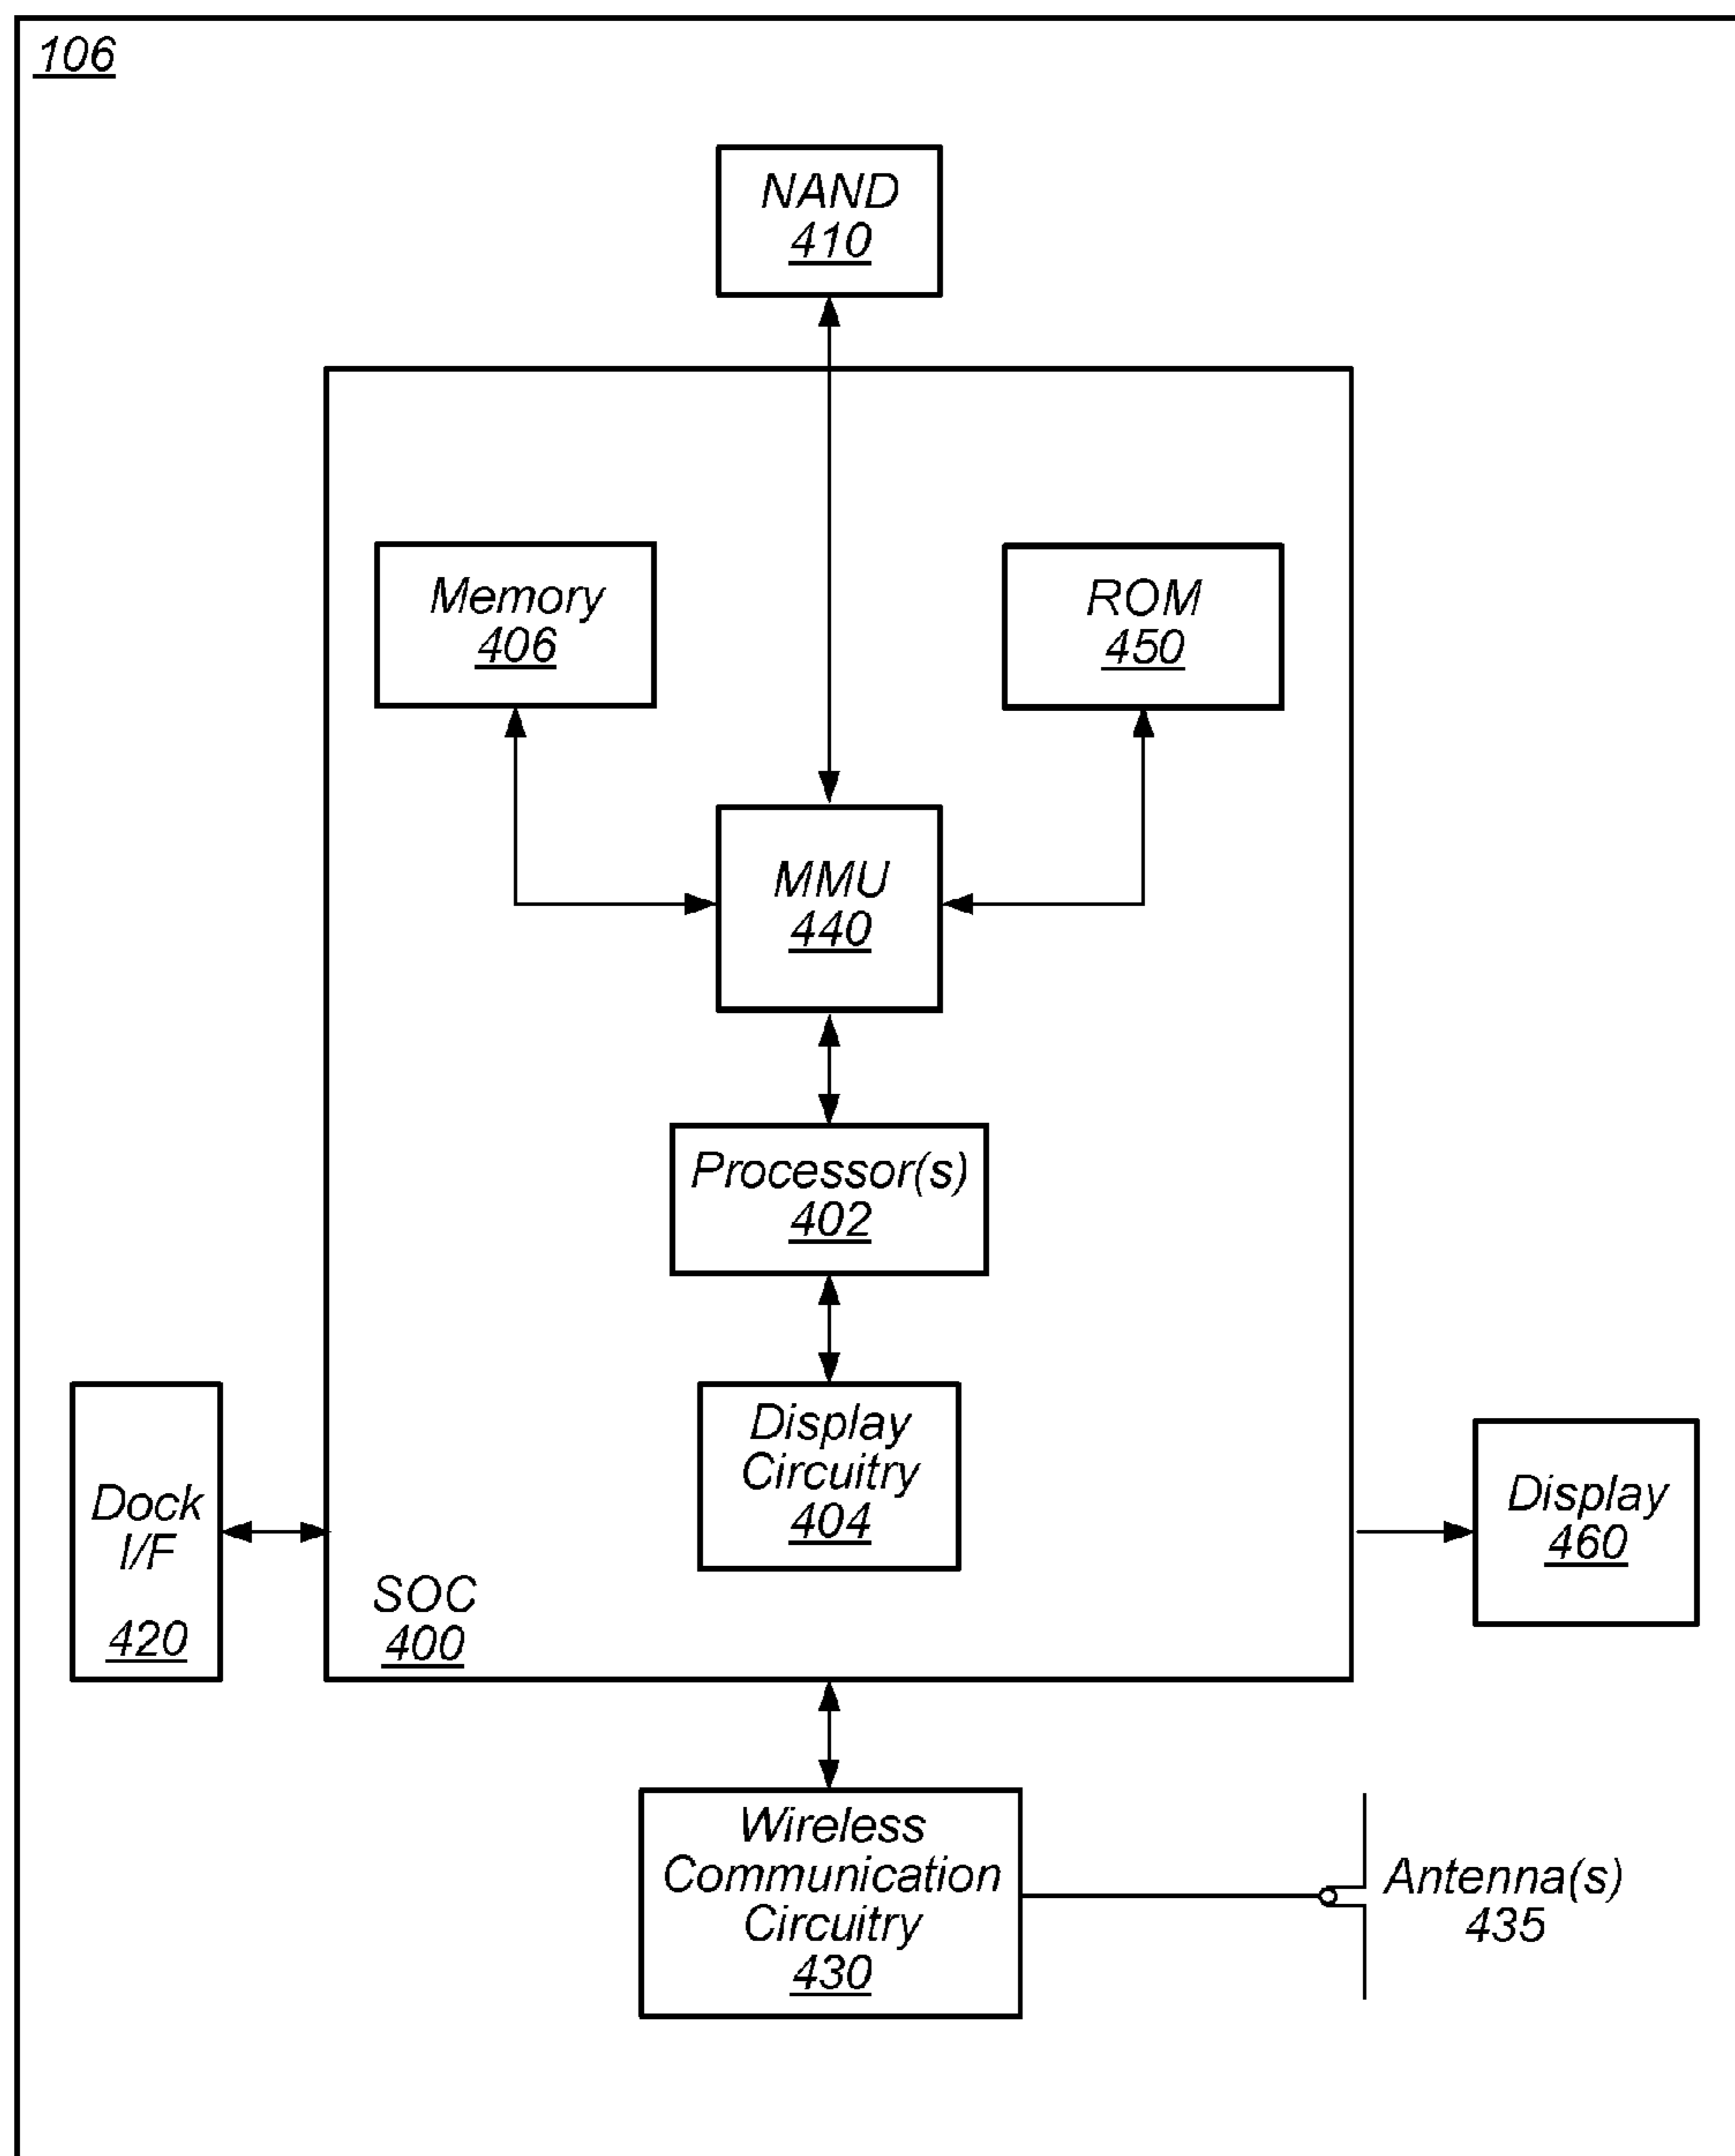 106
NAND
410
Memory
406
ROM
450
MMU
440
Processor(s)
402
Display
Circuitry
404
Dock
I/F
420
SOC
400
Display
460
Wireless
Communication
Circuitry
430
Antenna(s)
435